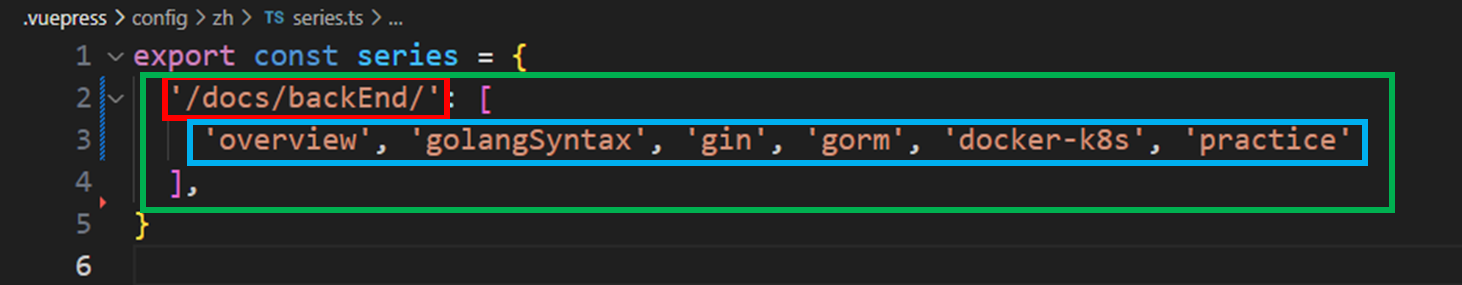 .vuepress > config > zh > TS series.ts > ...
1 export const series = {
2 '/docs/backEnd/': [
3 'overview', 'golangSyntax', 'gin', 'gorm', 'docker-k8s', 'practice'
4 ],
5 }
6